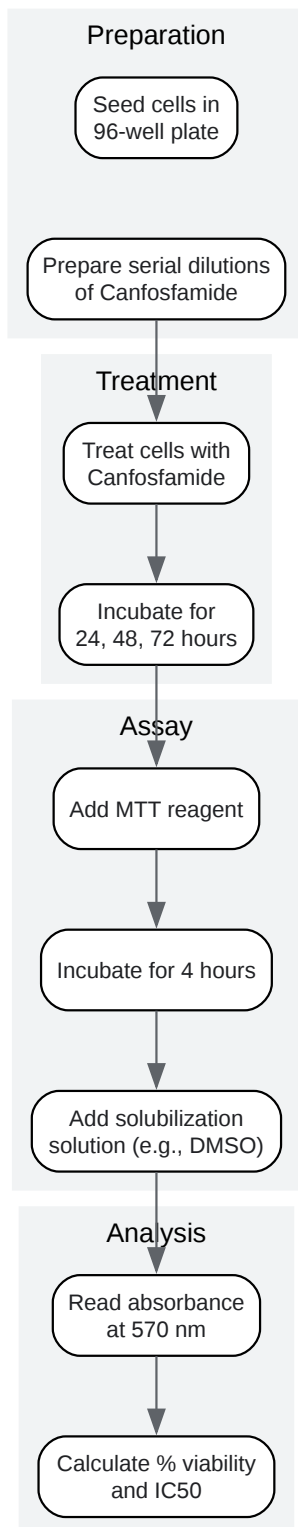 Preparation
Seed cells in
96-well plate
Prepare serial dilutions
of Canfosfamide
Treatment
Treat cells with
Canfosfamide
Incubate for
24, 48, 72 hours
Assay
Add MTT reagent
Incubate for 4 hours
Add solubilization
solution (e.g., DMSO)
Analysis
Read absorbance
at 570 nm
Calculate % viability
and IC50